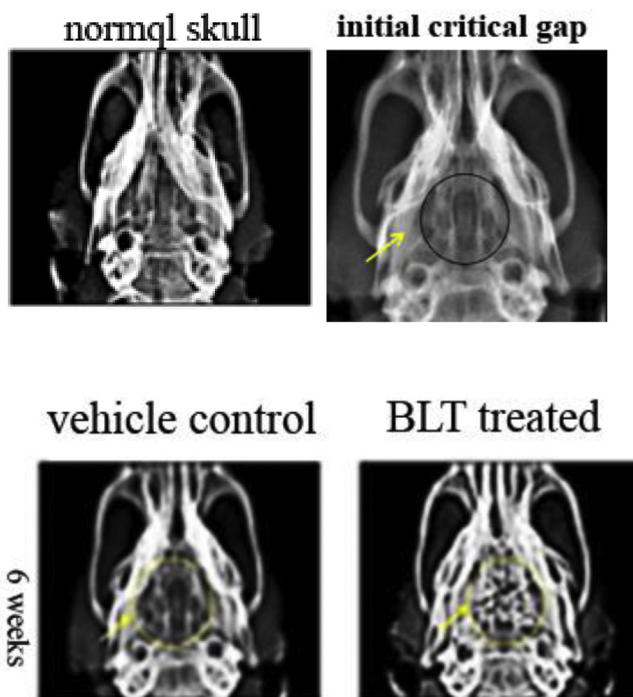 normql skull
initial critical gap
vehicle control
BLT treated
6 weeks